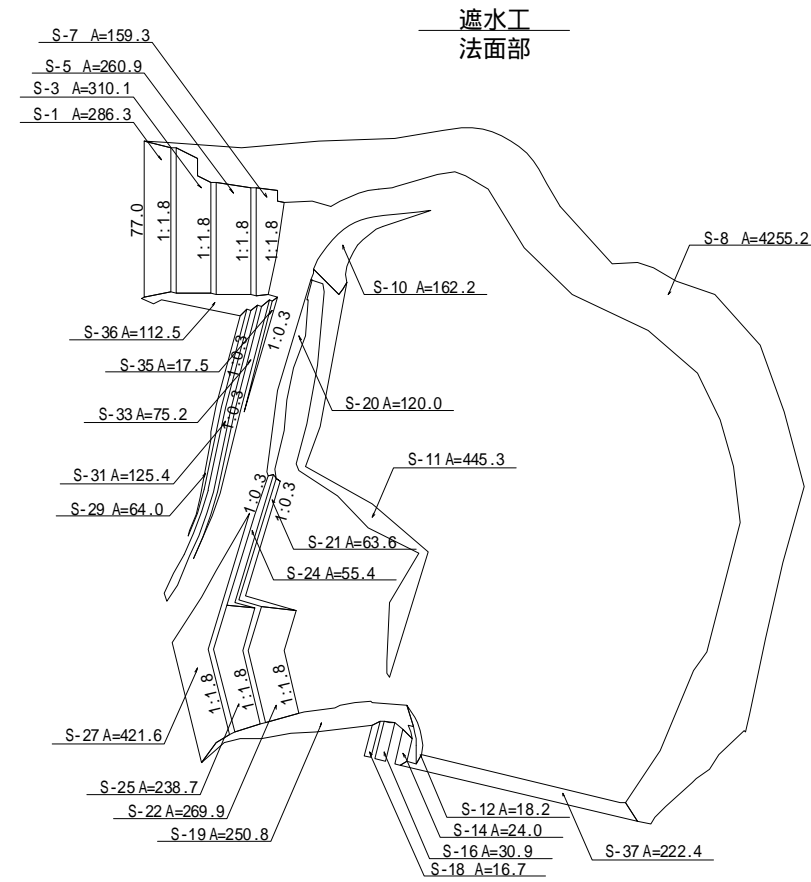 遮水工
法面部
S-7 A=159.3
S-5 A=260.9
S-3 A=310.1
S-1 A=286.3
77.0
1:1.8
1:1.8
1:1.8
1:1.8
S-8 A=4255.2
S-10 A=162.2
S-36 A=112.5
1:0.3
1:0.3
S-35 A=17.5
S-33 A=75.2
1:0.3
S-20 A=120.0
S-31 A=125.4
S-29 A=64.0
S-11 A=445.3
1:0.3
1:0.3
S-21 A=63.6
S-24 A=55.4
1:1.8
1:1.8
1:1.8
S-27 A=421.6
S-25 A=238.7
S-22 A=269.9
S-19 A=250.8
S-12 A=18.2
S-14 A=24.0
S-16 A=30.9
S-18 A=16.7
S-37 A=222.4